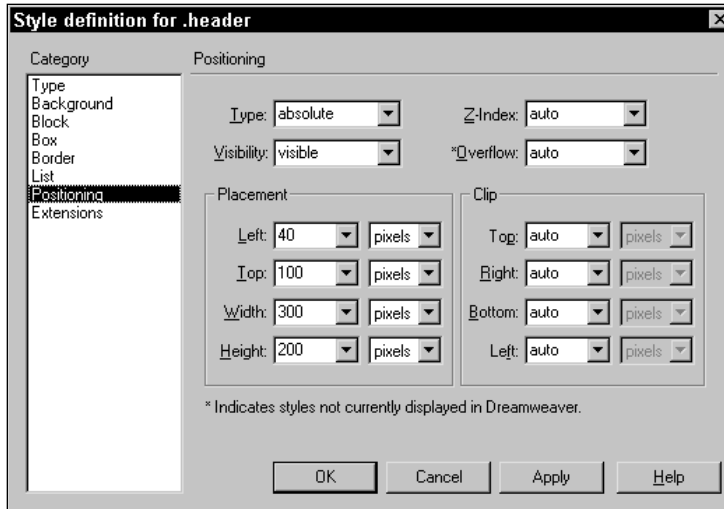 Style definition for .header
Category
Positioning
Type
Background
Block
Box
Border
List
Positioning
Extensions
Type: absolute
Z-Index: auto
Visibility: visible
*Overflow: auto
Placement
Left: 40 pixels
Top: 100 pixels
Width: 300 pixels
Height: 200 pixels
Clip
Top: auto pixels
Right: auto pixels
Bottom: auto pixels
Left: auto pixels
* Indicates styles not currently displayed in Dreamweaver.
OK
Cancel
Apply
Help